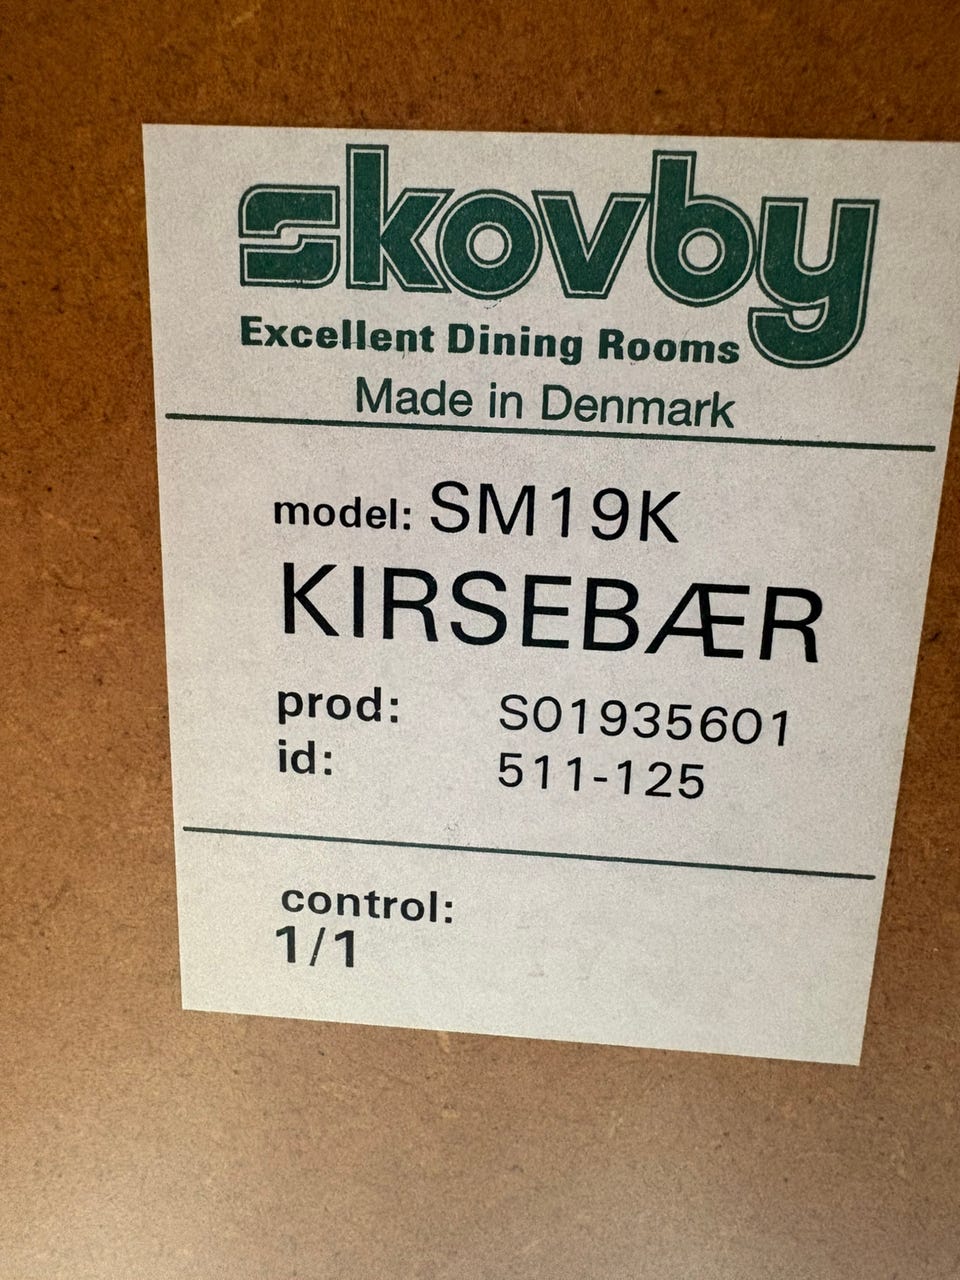 skovby
Excellent Dining Rooms
Made in Denmark
model: SM19K
KIRSEBÆR
prod: S01935601
id: 511-125
control:
1/1